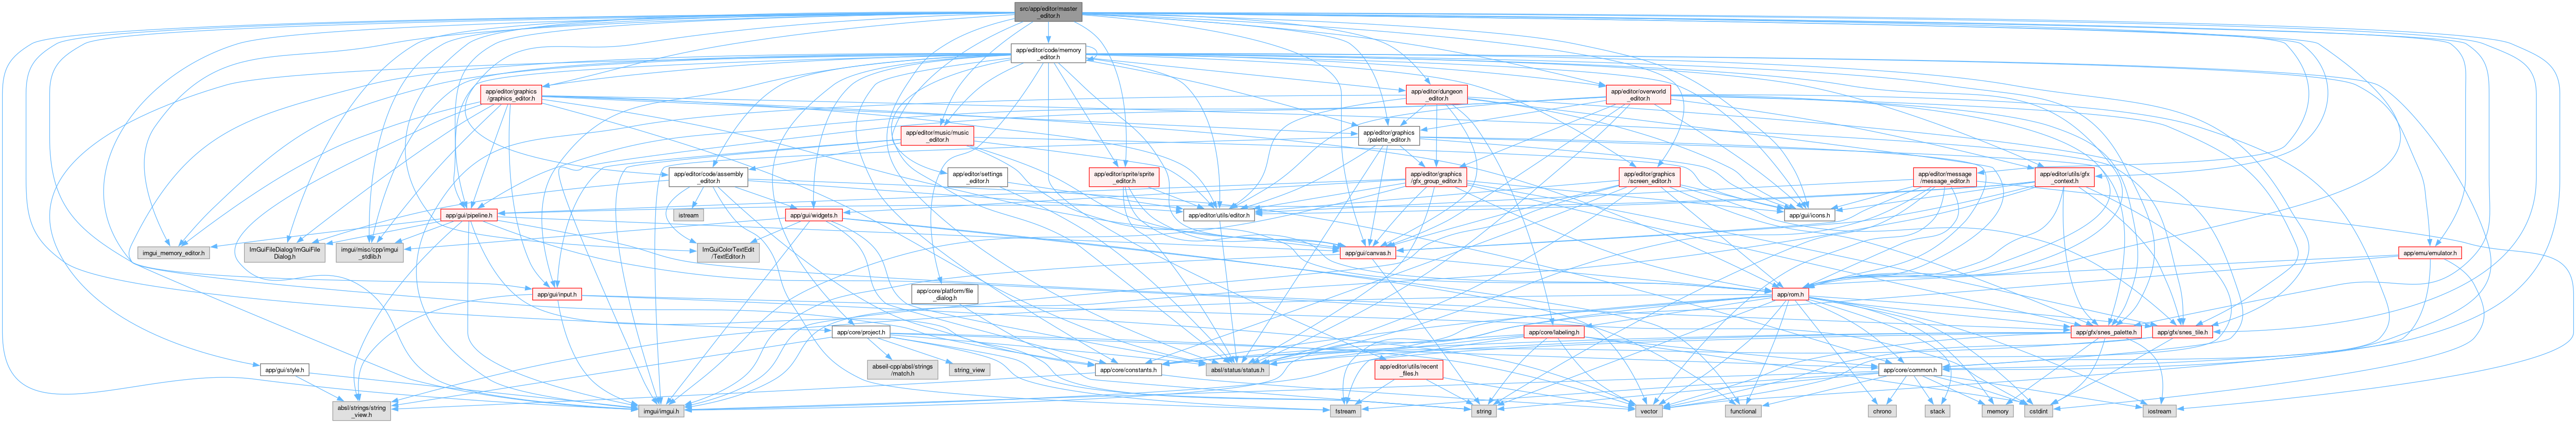 src/app/editor/master
_editor.h
app/editor/code/memory
_editor.h
app/editor/graphics
/graphics_editor.h
app/editor/dungeon
_editor.h
app/editor/overworld
_editor.h
app/editor/music/music
_editor.h
app/editor/graphics
/palette_editor.h
app/editor/code/assembly
_editor.h
app/editor/settings
_editor.h
app/editor/sprite/sprite
_editor.h
app/editor/graphics
/gfx_group_editor.h
app/editor/graphics
/screen_editor.h
app/editor/message
/message_editor.h
app/editor/utils/gfx
_context.h
app/gui/pipeline.h
istream
app/gui/widgets.h
app/editor/utils/editor.h
app/gui/icons.h
imgui_memory_editor.h
ImGuiFileDialog/ImGuiFile
Dialog.h
imgui/misc/cpp/imgui
_stdlib.h
ImGuiColorTextEdit
/TextEditor.h
app/gui/canvas.h
app/emu/emulator.h
app/gui/input.h
app/core/platform/file
_dialog.h
app/rom.h
app/core/project.h
app/core/labeling.h
app/gfx/snes_palette.h
app/gfx/snes_tile.h
app/gui/style.h
abseil-cpp/absl/strings
/match.h
string_view
app/core/constants.h
absl/status/status.h
app/editor/utils/recent
_files.h
app/core/common.h
absl/strings/string
_view.h
imgui/imgui.h
fstream
string
vector
functional
chrono
stack
memory
cstdint
iostream